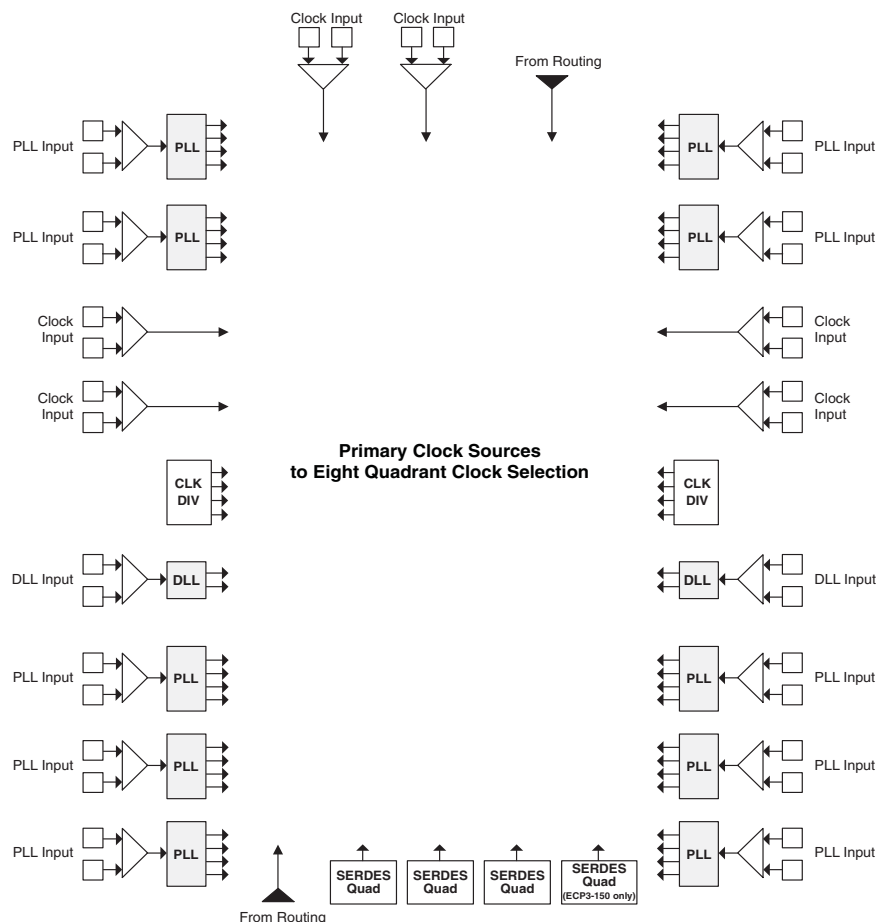 Clock Input Clock Input
From Routing
PLL Input PLL PLL PLL Input
PLL Input PLL PLL PLL Input
Clock Input Clock Input
Clock Input Clock Input
Primary Clock Sources
to Eight Quadrant Clock Selection
CLK DIV CLK DIV
DLL Input DLL DLL DLL Input
PLL Input PLL PLL PLL Input
PLL Input PLL PLL PLL Input
PLL Input PLL PLL PLL Input
SERDES Quad SERDES Quad SERDES Quad SERDES Quad (ECP3-150 only)
From Routing